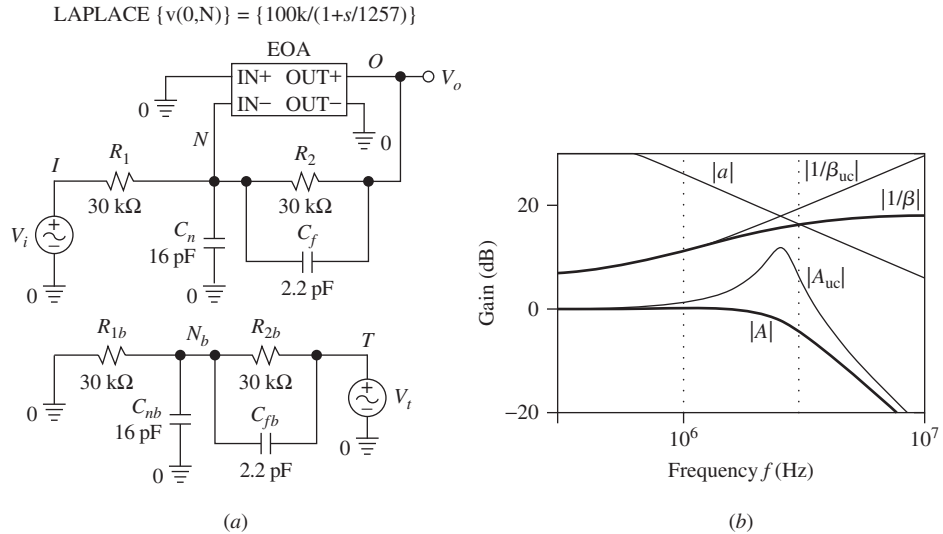 LAPLACE {v(0,N)} = {100k/(1+s/1257)}
EOA
IN+ OUT+
IN− OUT−
O
V_o
0
0
N
I
R_1
30 kΩ
R_2
30 kΩ
V_i
+
−
0
C_n
16 pF
0
C_f
2.2 pF
R_1b
30 kΩ
N_b
R_2b
30 kΩ
T
0
C_nb
16 pF
0
C_fb
2.2 pF
+
−
V_t
0
(a)
Gain (dB)
20
0
−20
|a|
|1/β_uc|
|1/β|
|A_uc|
|A|
10^6
10^7
Frequency f (Hz)
(b)